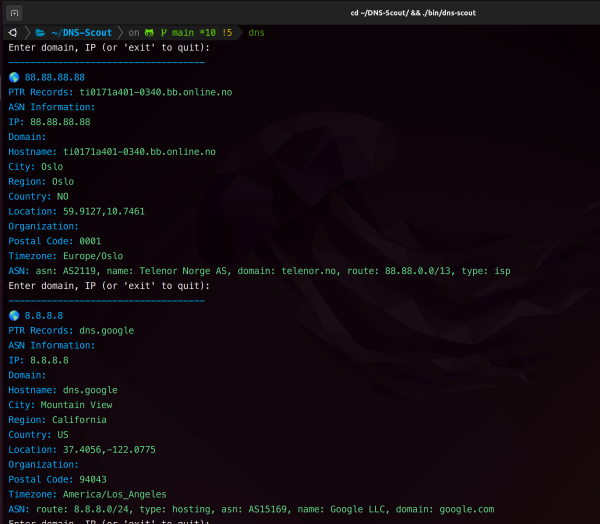 cd ~/DNS-Scout/ && ./bin/dns-scout
~/DNS-Scout on main *10 !5 dns
Enter domain, IP (or 'exit' to quit):
------------------------------------
88.88.88.88
PTR Records: ti0171a401-0340.bb.online.no
ASN Information:
IP: 88.88.88.88
Domain:
Hostname: ti0171a401-0340.bb.online.no
City: Oslo
Region: Oslo
Country: NO
Location: 59.9127,10.7461
Organization:
Postal Code: 0001
Timezone: Europe/Oslo
ASN: asn: AS2119, name: Telenor Norge AS, domain: telenor.no, route: 88.88.0.0/13, type: isp
Enter domain, IP (or 'exit' to quit):
------------------------------------
8.8.8.8
PTR Records: dns.google
ASN Information:
IP: 8.8.8.8
Domain:
Hostname: dns.google
City: Mountain View
Region: California
Country: US
Location: 37.4056,-122.0775
Organization:
Postal Code: 94043
Timezone: America/Los_Angeles
ASN: route: 8.8.8.0/24, type: hosting, asn: AS15169, name: Google LLC, domain: google.com
Enter domain, IP (or 'exit' to quit):